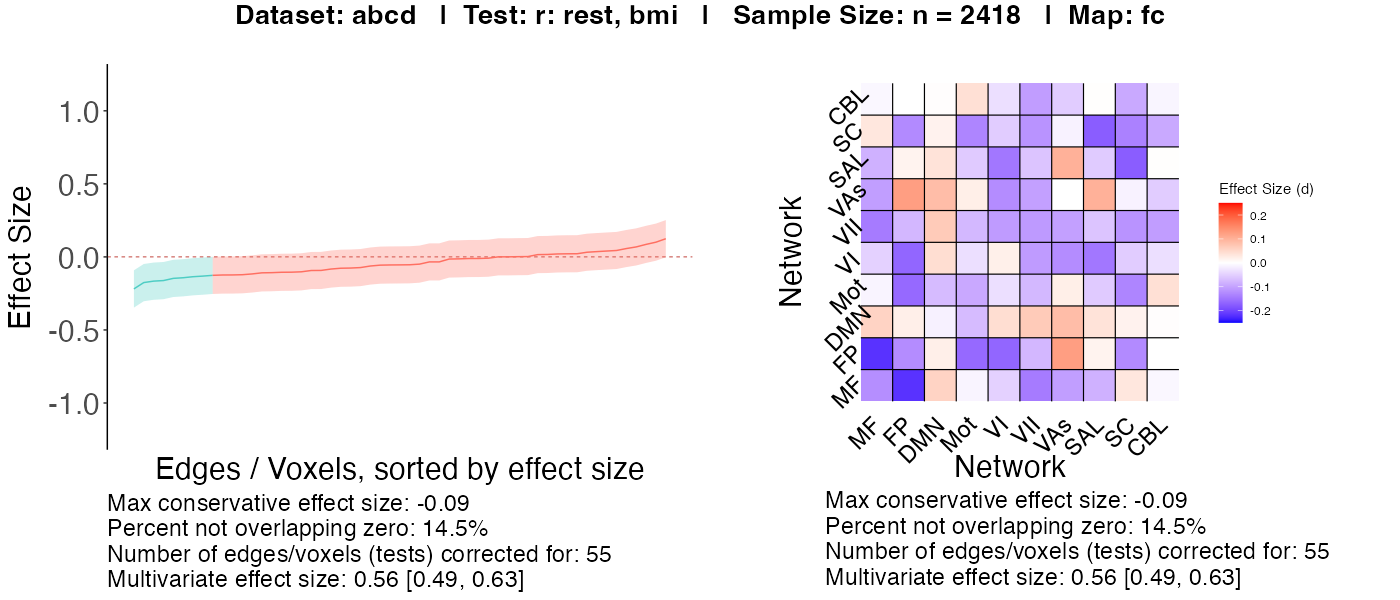 Dataset: abcd | Test: r: rest, bmi | Sample Size: n = 2418 | Map: fc
1.0
0.5
0.0
-0.5
-1.0
Effect Size
Edges / Voxels, sorted by effect size
Max conservative effect size: -0.09
Percent not overlapping zero: 14.5%
Number of edges/voxels (tests) corrected for: 55
Multivariate effect size: 0.56 [0.49, 0.63]
Network
CBL
SC
SAL
VAs
VII
VI
Mot
DMN
FP
MF
MF FP DMN Mot VI VII VAs SAL SC CBL
Network
Effect Size (d)
0.2
0.1
0.0
-0.1
-0.2
Max conservative effect size: -0.09
Percent not overlapping zero: 14.5%
Number of edges/voxels (tests) corrected for: 55
Multivariate effect size: 0.56 [0.49, 0.63]